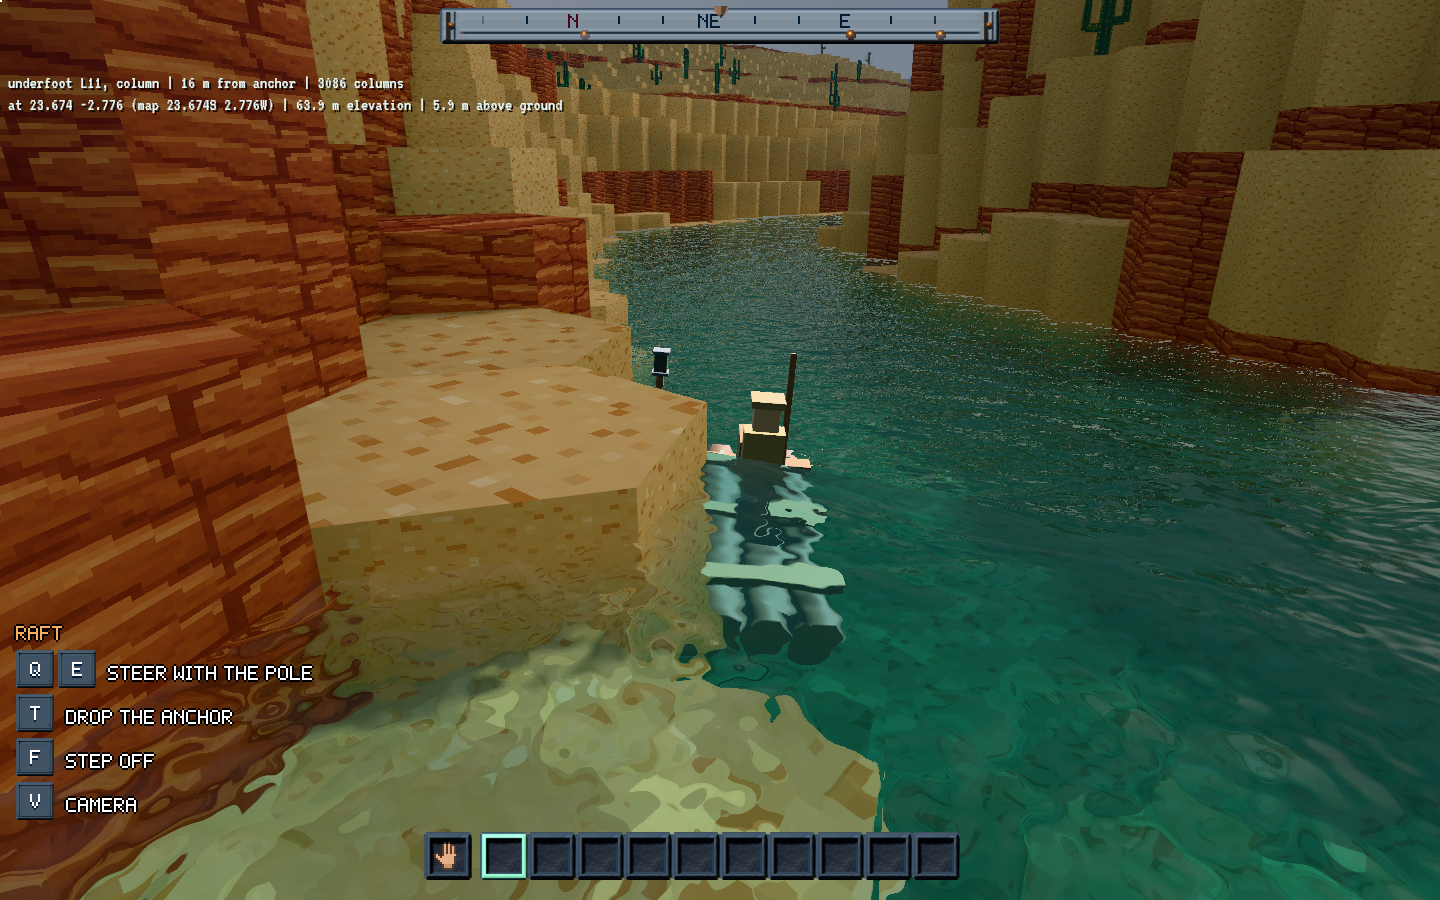 N NE E
underfoot L11, column | 16 m from anchor | 3086 columns
at 23.674 -2.776 (map 23.674S 2.776W) | 63.9 m elevation | 5.9 m above ground
RAFT
Q E STEER WITH THE POLE
T DROP THE ANCHOR
F STEP OFF
V CAMERA